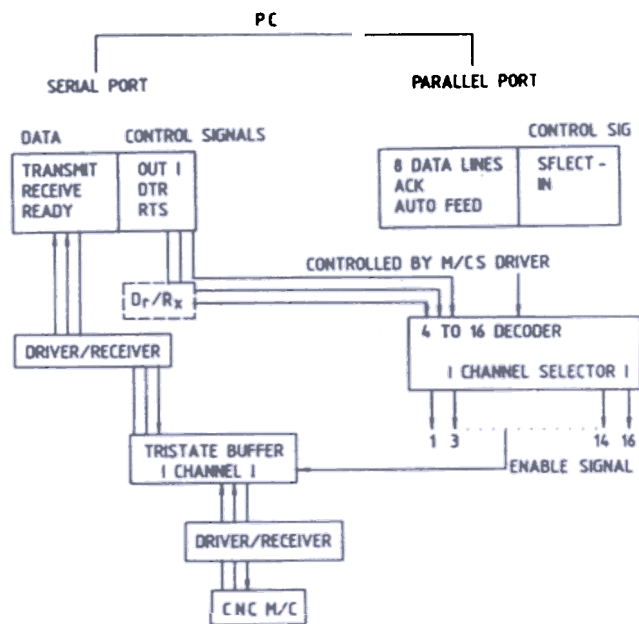 PC
SERIAL PORT
PARALLEL PORT
DATA
CONTROL SIGNALS
CONTROL SIG
TRANSMIT
RECEIVE
READY
OUT 1
DTR
RTS
8 DATA LINES
ACK
AUTO FEED
SFLECT -
IN
CONTROLLED BY M/CS DRIVER
Dr/Rx
4 TO 16 DECODER
| CHANNEL SELECTOR |
DRIVER/RECEIVER
1 3 14 16
TRISTATE BUFFER
| CHANNEL |
ENABLE SIGNAL
DRIVER/RECEIVER
CNC M/C